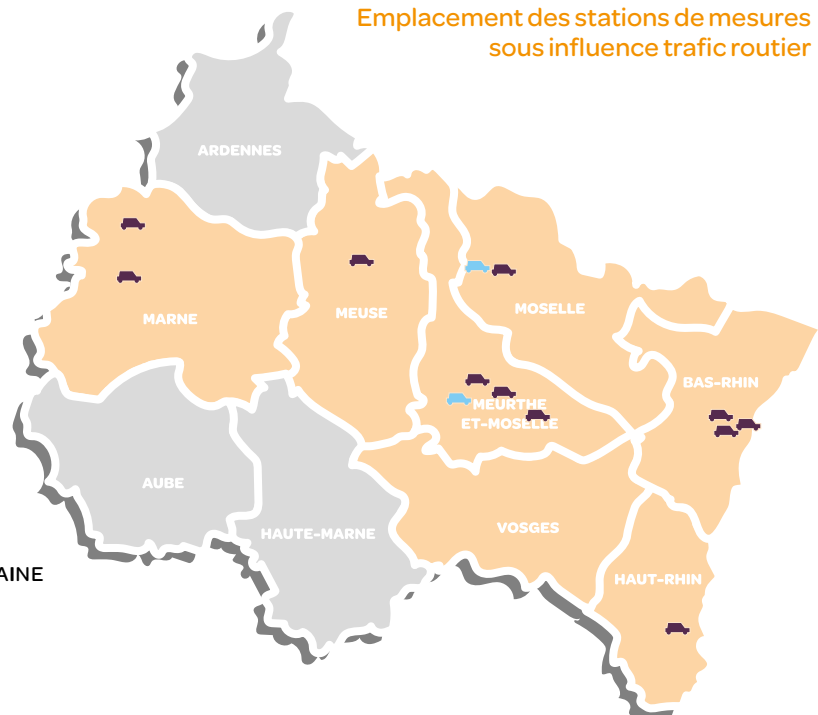 Emplacement des stations de mesures
sous influence trafic routier
ARDENNES
MARNE
MEUSE
MOSELLE
BAS-RHIN
MEURTHE
ET-MOSELLE
AUBE
HAUTE-MARNE
VOSGES
HAUT-RHIN
AINE